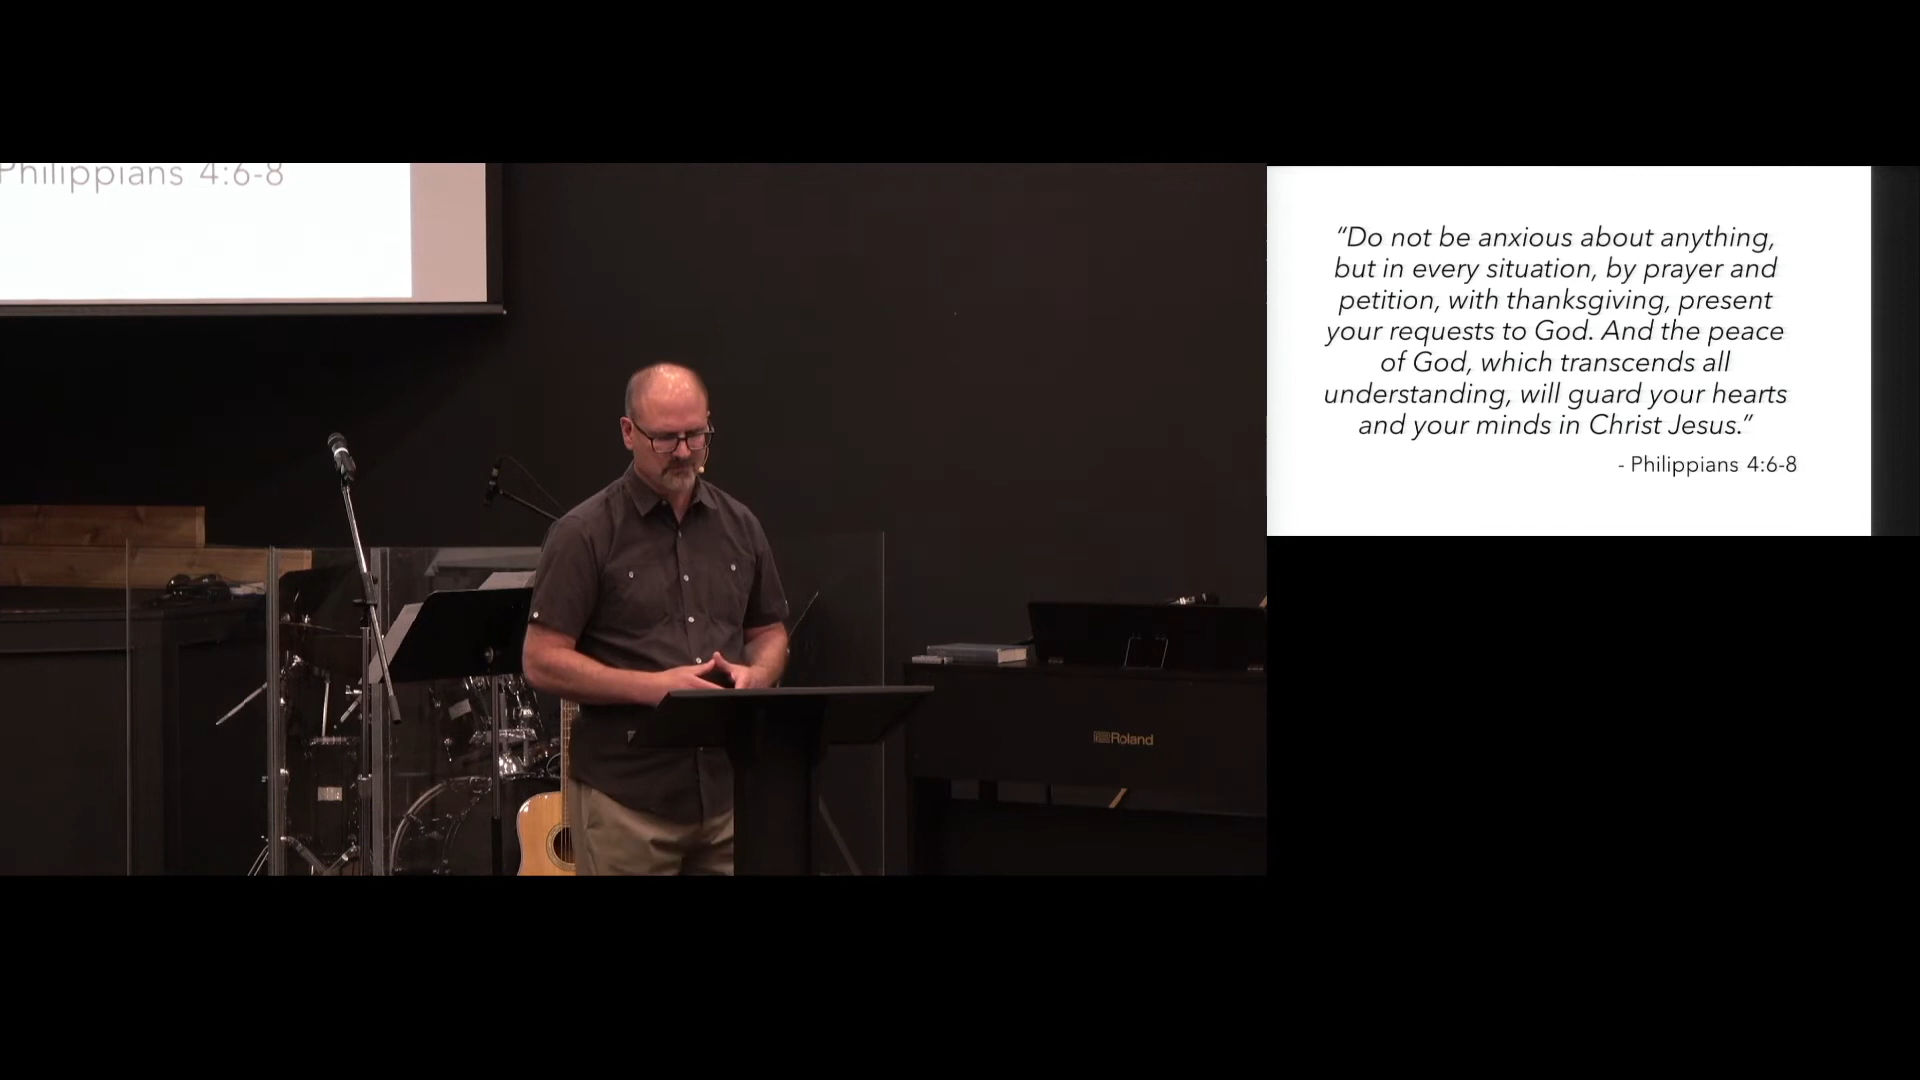 Philippians 4:6-8
“Do not be anxious about anything,
but in every situation, by prayer and
petition, with thanksgiving, present
your requests to God. And the peace
of God, which transcends all
understanding, will guard your hearts
and your minds in Christ Jesus.”
- Philippians 4:6-8
Roland